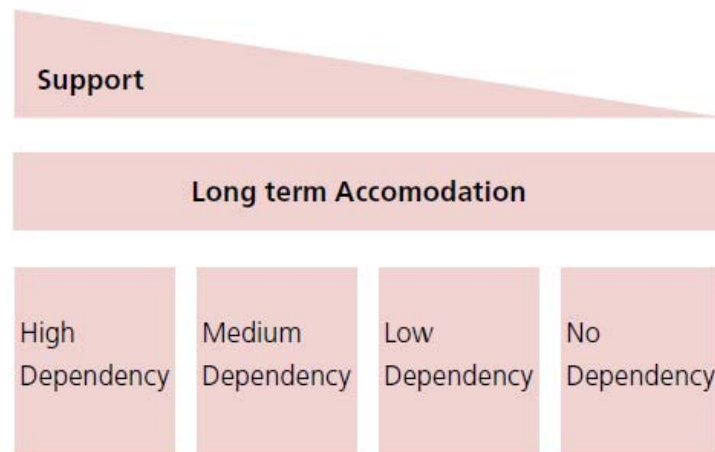 Support
Long term Accomodation
High
Dependency
Medium
Dependency
Low
Dependency
No
Dependency